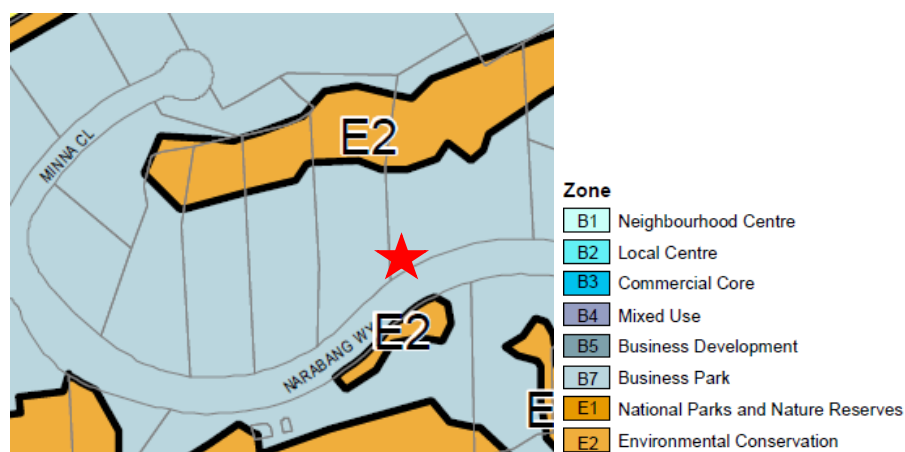 E2
MINNA CL
E2
NARABANG WY
E
Zone
B1 Neighbourhood Centre
B2 Local Centre
B3 Commercial Core
B4 Mixed Use
B5 Business Development
B7 Business Park
E1 National Parks and Nature Reserves
E2 Environmental Conservation